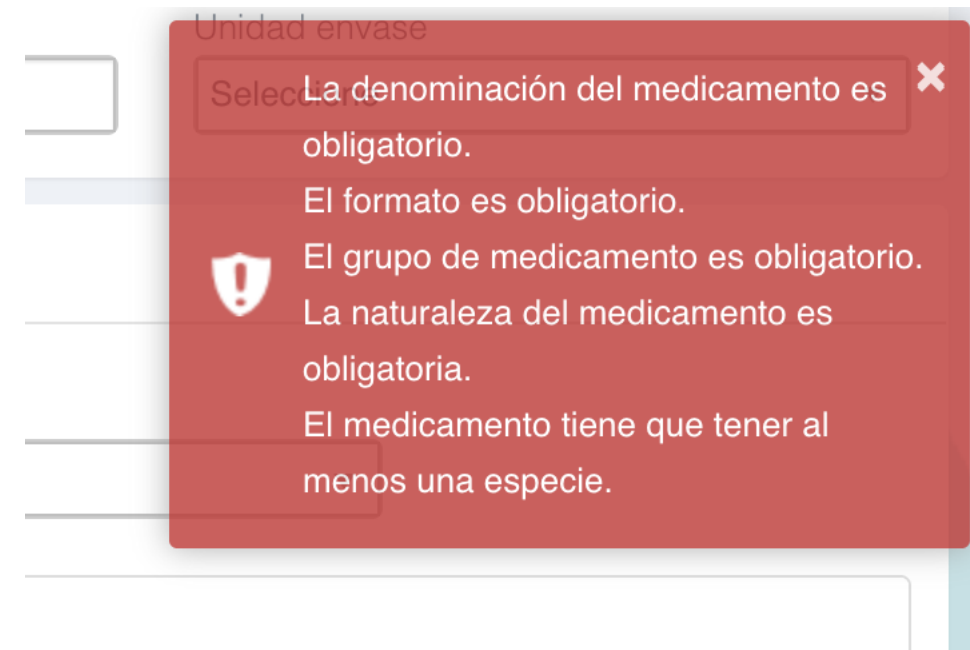 Unidad envase
Seleccione
La denominación del medicamento es
obligatorio.
El formato es obligatorio.
El grupo de medicamento es obligatorio.
La naturaleza del medicamento es
obligatoria.
El medicamento tiene que tener al
menos una especie.